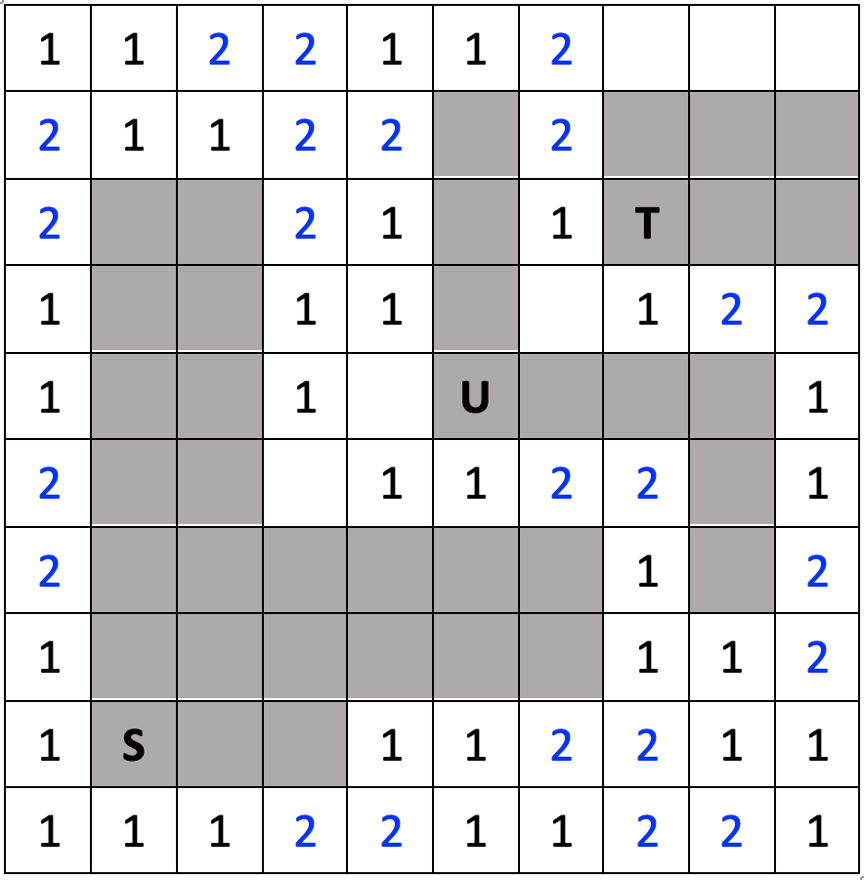 1 1 2 2 1 1 2
2 1 1 2 2 2
2 2 1 1 T
1 1 1 1 2 2
1 1 U 1
2 1 1 2 2 1
2 1 2
1 1 1 2
1 S 1 1 2 2 1 1
1 1 1 2 2 1 1 2 2 1